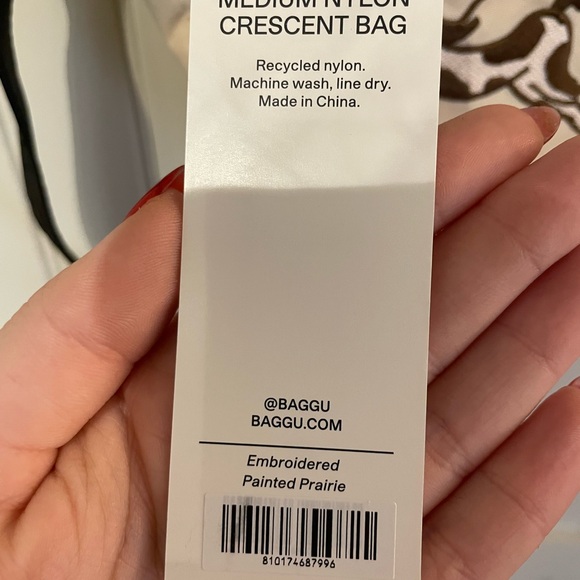 MEDIUM NYLON
CRESCENT BAG
Recycled nylon.
Machine wash, line dry.
Made in China.
@BAGGU
BAGGU.COM
Embroidered
Painted Prairie
810174687996